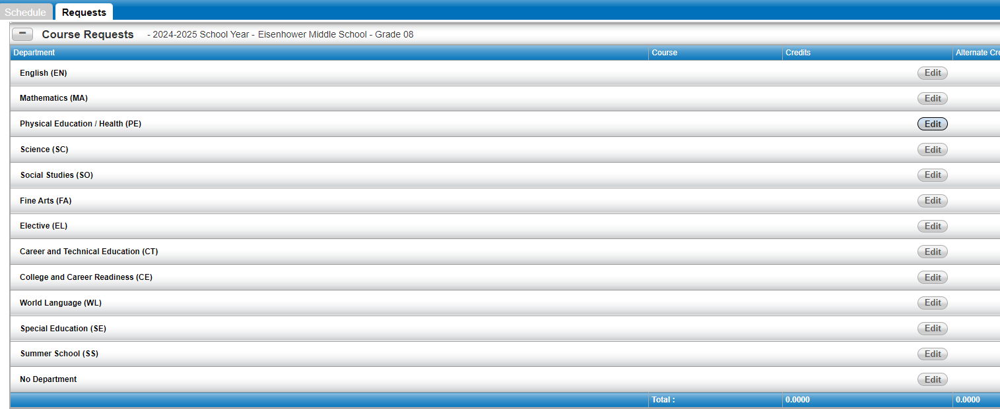 Schedule Requests
Course Requests - 2024-2025 School Year - Eisenhower Middle School - Grade 08
Department Course Credits Alternate Cre
English (EN) Edit
Mathematics (MA) Edit
Physical Education / Health (PE) Edit
Science (SC) Edit
Social Studies (SO) Edit
Fine Arts (FA) Edit
Elective (EL) Edit
Career and Technical Education (CT) Edit
College and Career Readiness (CE) Edit
World Language (WL) Edit
Special Education (SE) Edit
Summer School (SS) Edit
No Department Edit
Total : 0.0000 0.0000